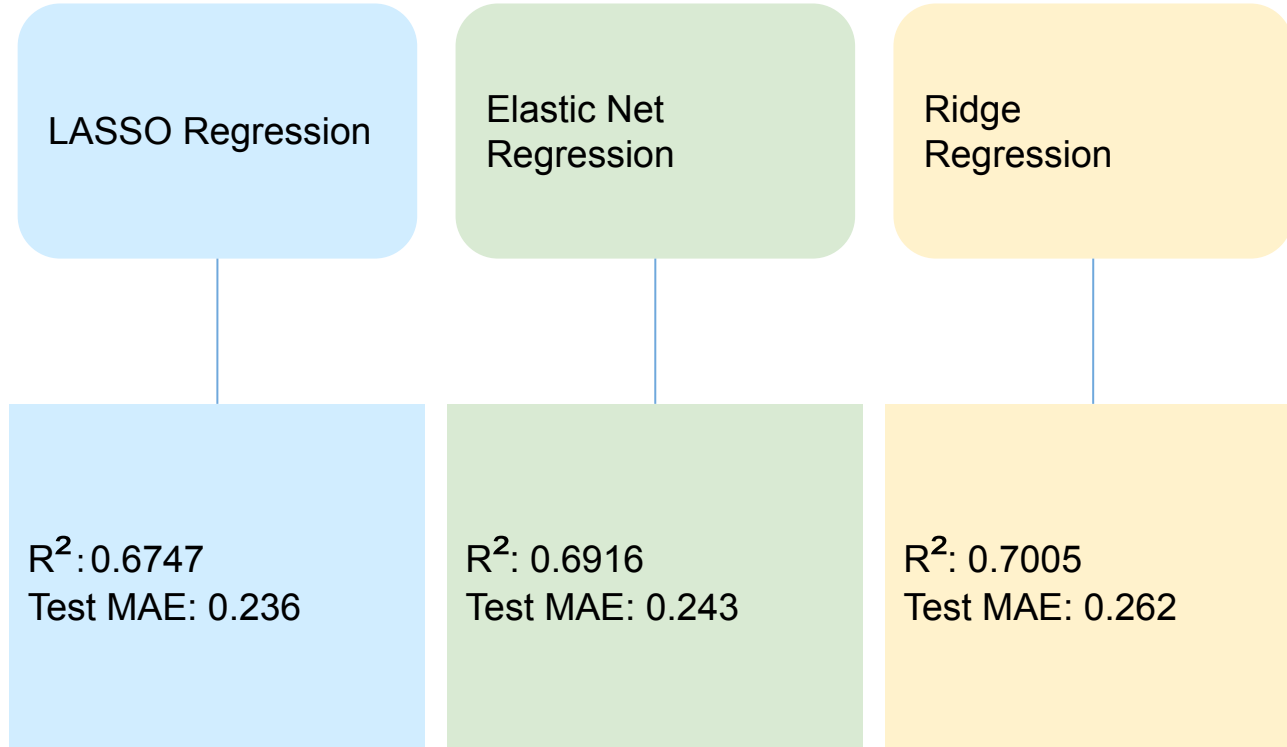 LASSO Regression
Elastic Net
Regression
Ridge
Regression
R²: 0.6747
Test MAE: 0.236
R²: 0.6916
Test MAE: 0.243
R²: 0.7005
Test MAE: 0.262